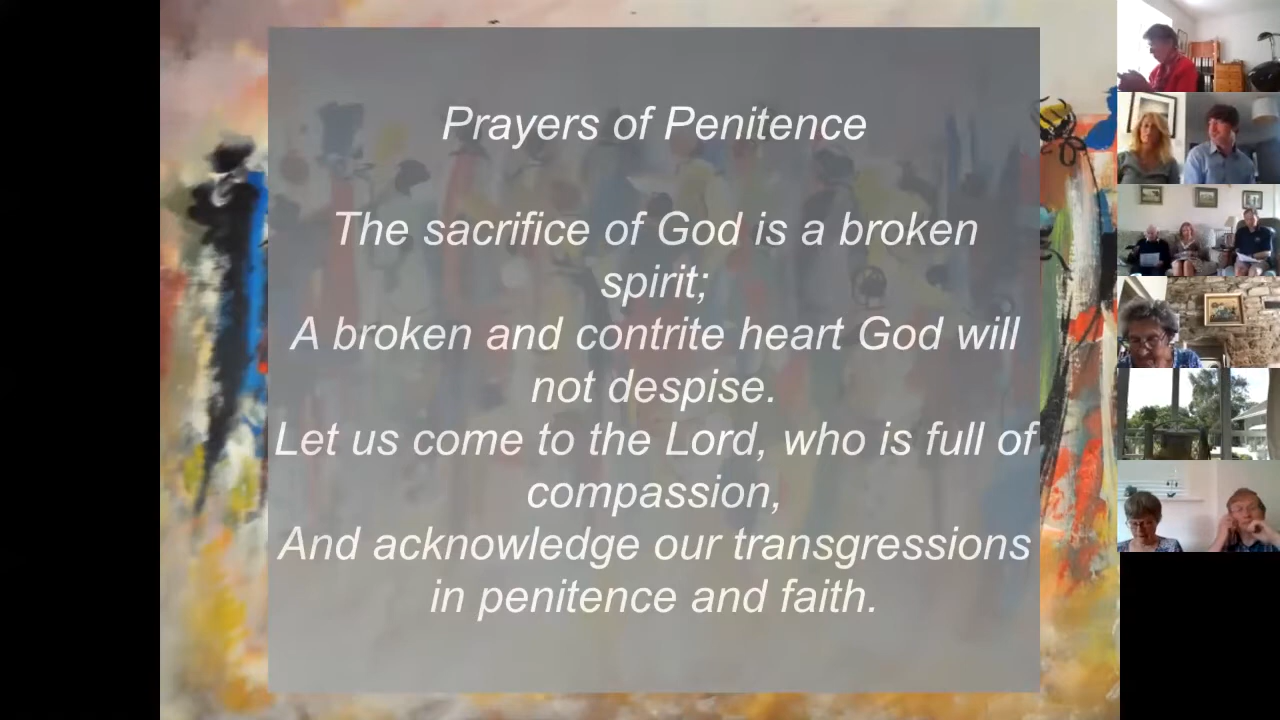 Prayers of Penitence
The sacrifice of God is a broken
spirit;
A broken and contrite heart God will
not despise.
Let us come to the Lord, who is full of
compassion,
And acknowledge our transgressions
in penitence and faith.